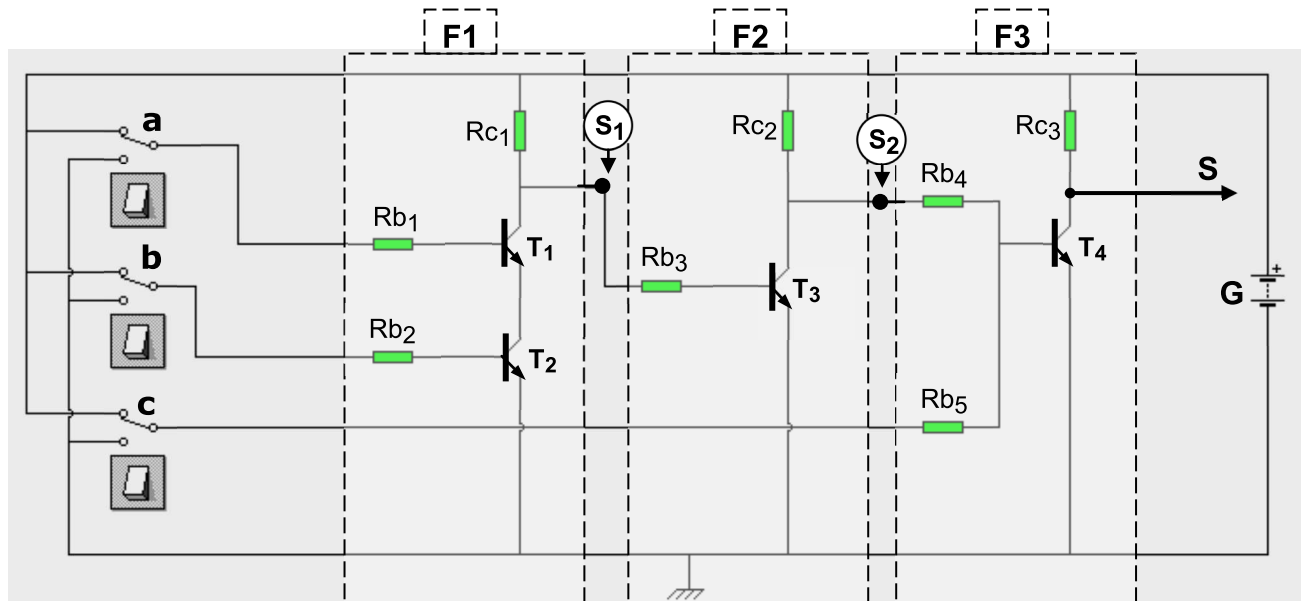 F1
F2
F3
a
Rc1
S1
Rc2
S2
Rc3
Rb4
S
Rb1
T1
b
Rb3
T3
T4
+
G
Rb2
T2
c
Rb5